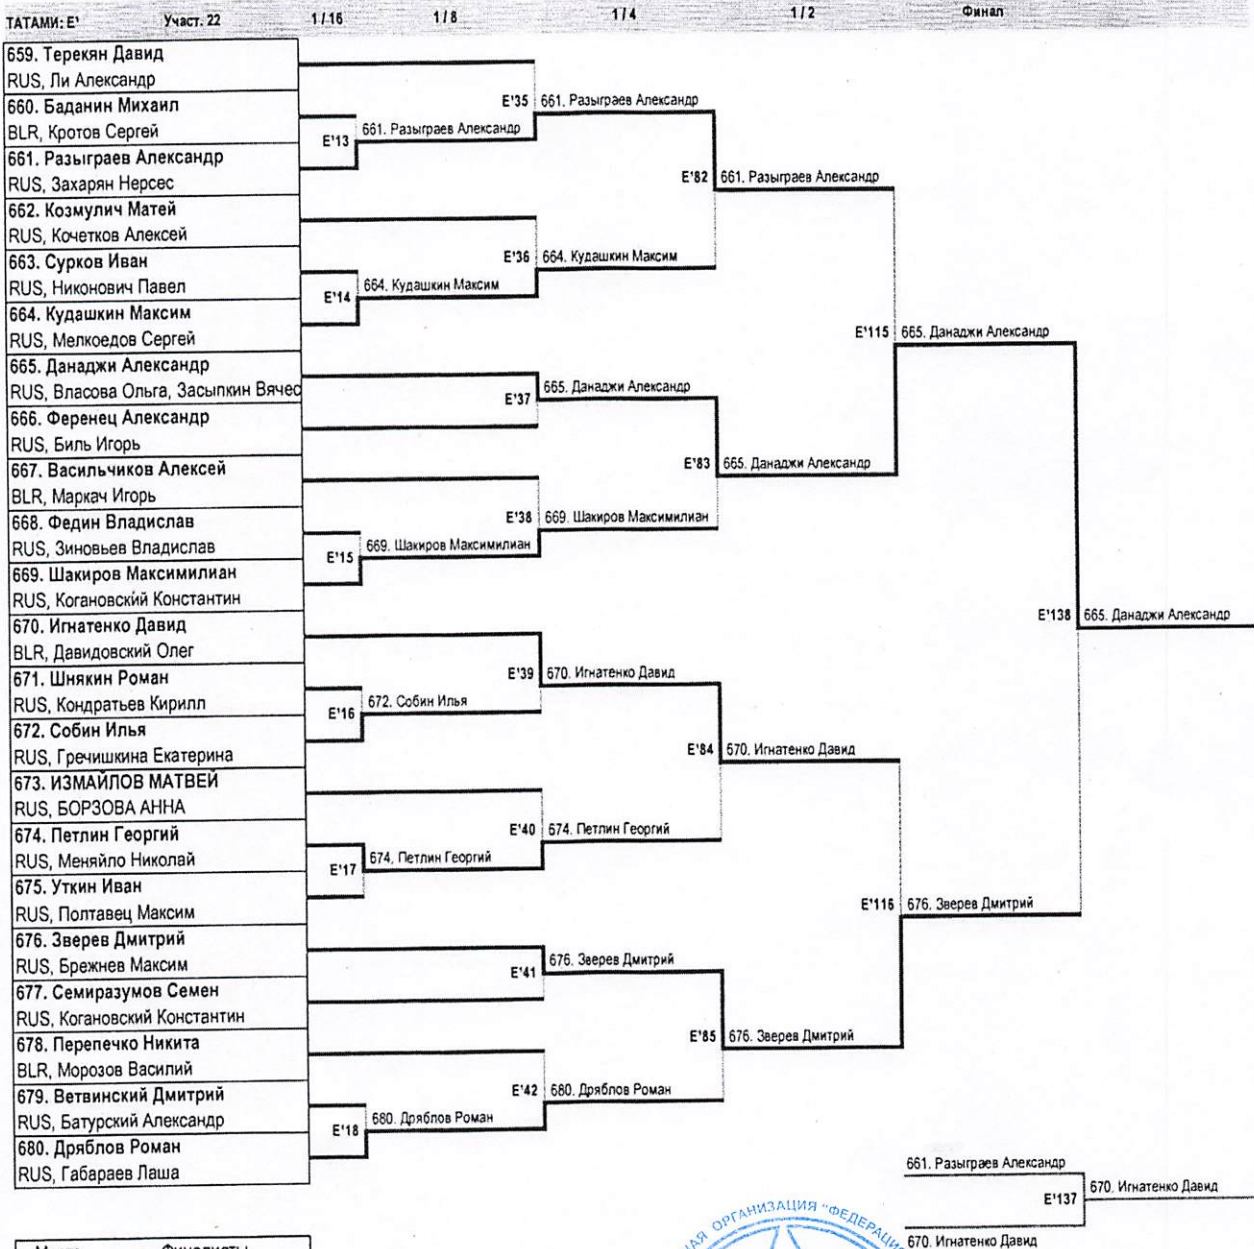 ТАТАМИ: E' Участ. 22 1 / 16 1 / 8 1 / 4 1 / 2 Финал
659. Терекян Давид
RUS, Ли Александр
660. Баданин Михаил
BLR, Кротов Сергей
661. Разыграев Александр
RUS, Захарян Нерсес
662. Козмулич Матей
RUS, Кочетков Алексей
663. Сурков Иван
RUS, Никонович Павел
664. Кудашкин Максим
RUS, Мелкоедов Сергей
665. Данаджи Александр
RUS, Власова Ольга, Засыпкин Вячес
666. Ференец Александр
RUS, Биль Игорь
667. Васильчиков Алексей
BLR, Маркач Игорь
668. Федин Владислав
RUS, Зиновьев Владислав
669. Шакиров Максимилиан
RUS, Когановский Константин
670. Игнатенко Давид
BLR, Давидовский Олег
671. Шнякин Роман
RUS, Кондратьев Кирилл
672. Собин Илья
RUS, Гречишкина Екатерина
673. ИЗМАЙЛОВ МАТВЕЙ
RUS, БОРЗОВА АННА
674. Петлин Георгий
RUS, Меняйло Николай
675. Уткин Иван
RUS, Полтавец Максим
676. Зверев Дмитрий
RUS, Брежнев Максим
677. Семиразумов Семен
RUS, Когановский Константин
678. Перепечко Никита
BLR, Морозов Василий
679. Ветвинский Дмитрий
RUS, Батурский Александр
680. Дряблов Роман
RUS, Габараев Лаша
E'13 661. Разыграев Александр
E'14 664. Кудашкин Максим
E'15 669. Шакиров Максимилиан
E'16 672. Собин Илья
E'17 674. Петлин Георгий
E'18 680. Дряблов Роман
E'35 661. Разыграев Александр
E'36 664. Кудашкин Максим
E'37 665. Данаджи Александр
E'38 669. Шакиров Максимилиан
E'39 670. Игнатенко Давид
E'40 674. Петлин Георгий
E'41 676. Зверев Дмитрий
E'42 680. Дряблов Роман
E'82 661. Разыграев Александр
E'83 665. Данаджи Александр
E'84 670. Игнатенко Давид
E'85 676. Зверев Дмитрий
E'115 665. Данаджи Александр
E'116 676. Зверев Дмитрий
E'138 665. Данаджи Александр
661. Разыграев Александр
E'137 670. Игнатенко Давид
670. Игнатенко Давид
ОРГАНИЗАЦИЯ "ФЕДЕРАЦИ
Финалисты